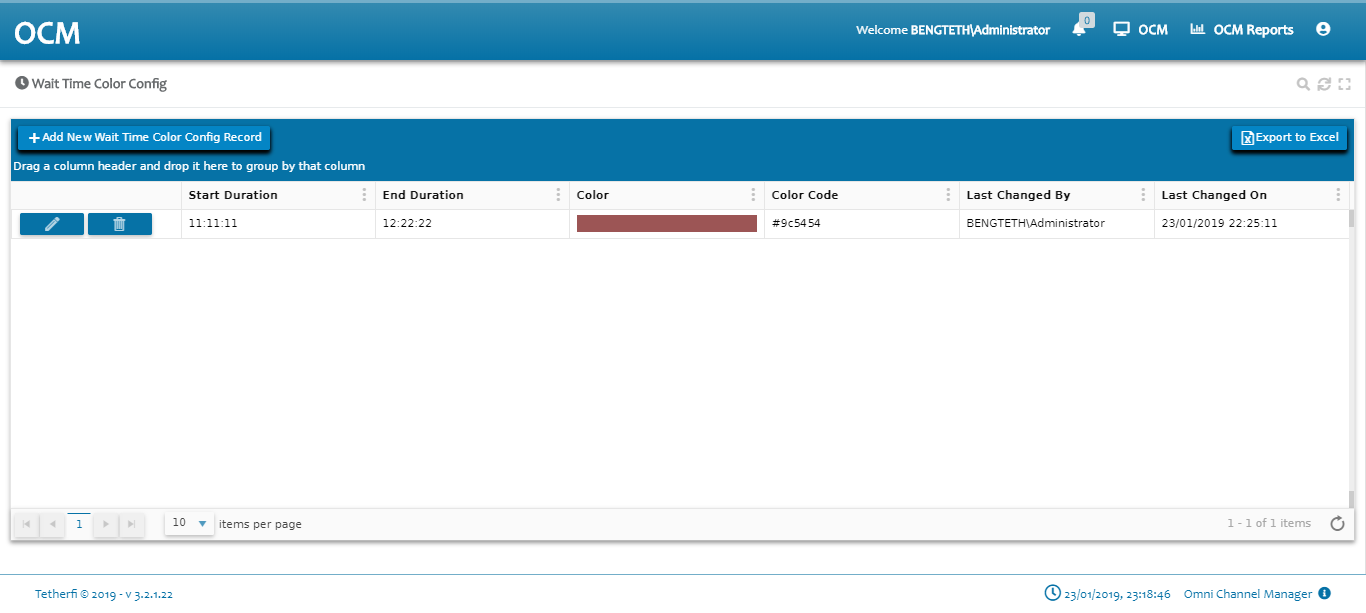 OCM
Welcome BENGTETH\Administrator
0
OCM
OCM Reports
Wait Time Color Config
Add New Wait Time Color Config Record
Export to Excel
Drag a column header and drop it here to group by that column
Start Duration End Duration Color Color Code Last Changed By Last Changed On
11:11:11 12:22:22 #9c5454 BENGTETH\Administrator 23/01/2019 22:25:11
1
10 items per page
1 - 1 of 1 items
Tetherfi © 2019 - v 3.2.1.22
23/01/2019, 23:18:46 Omni Channel Manager